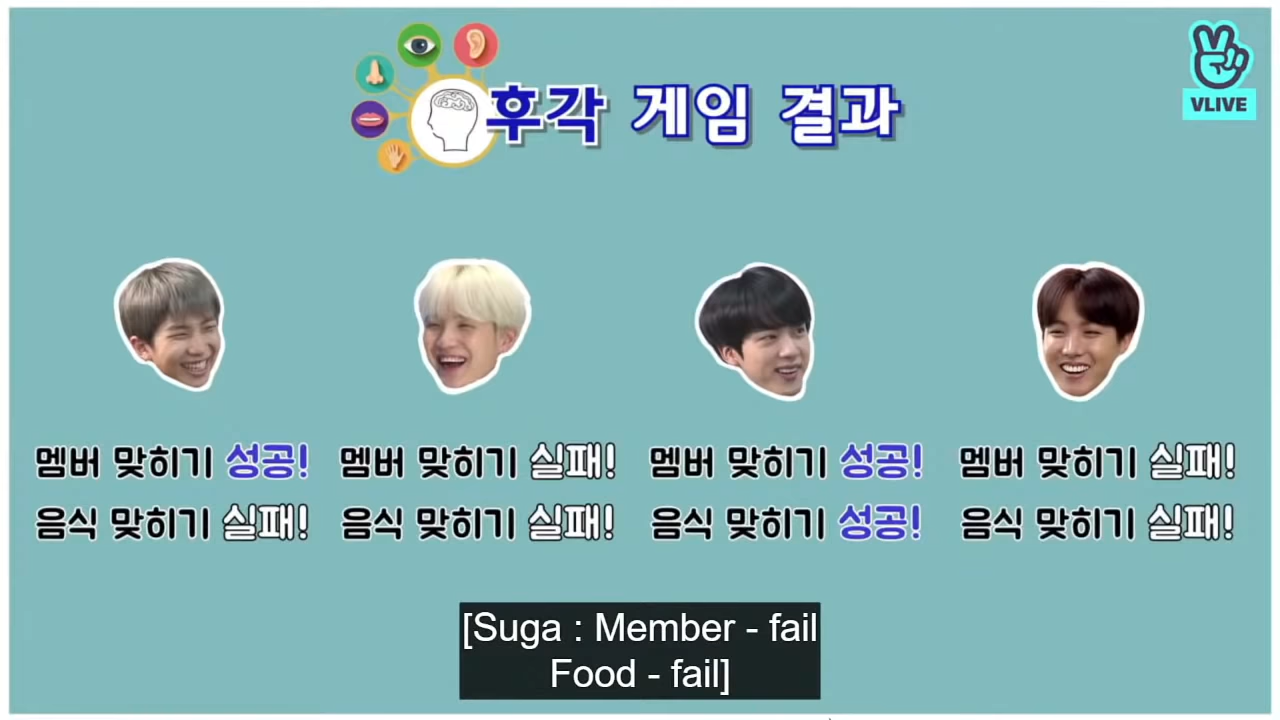 후각 게임 결과
VLIVE
멤버 맞히기 성공!
음식 맞히기 실패!
멤버 맞히기 실패!
음식 맞히기 실패!
멤버 맞히기 성공!
음식 맞히기 성공!
멤버 맞히기 실패!
음식 맞히기 실패!
[Suga : Member - fail
Food - fail]